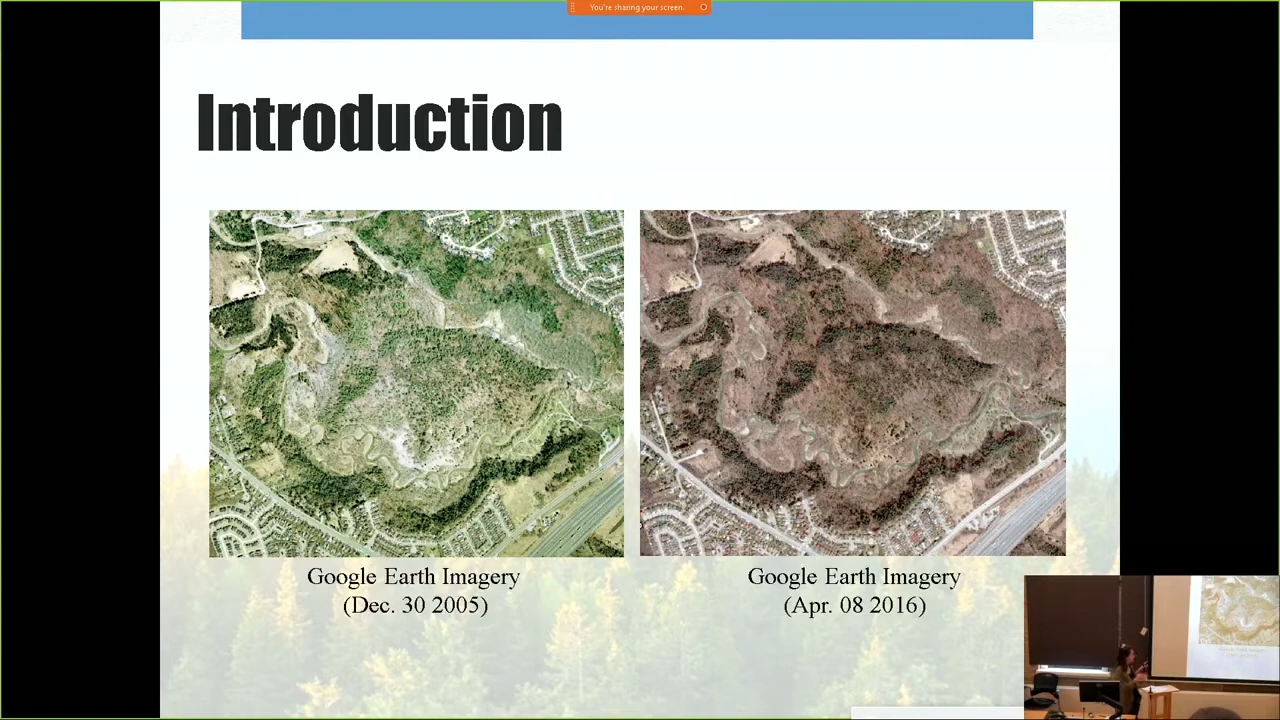 You're sharing your screen.
Introduction
Google Earth Imagery
(Dec. 30 2005)
Google Earth Imagery
(Apr. 08 2016)